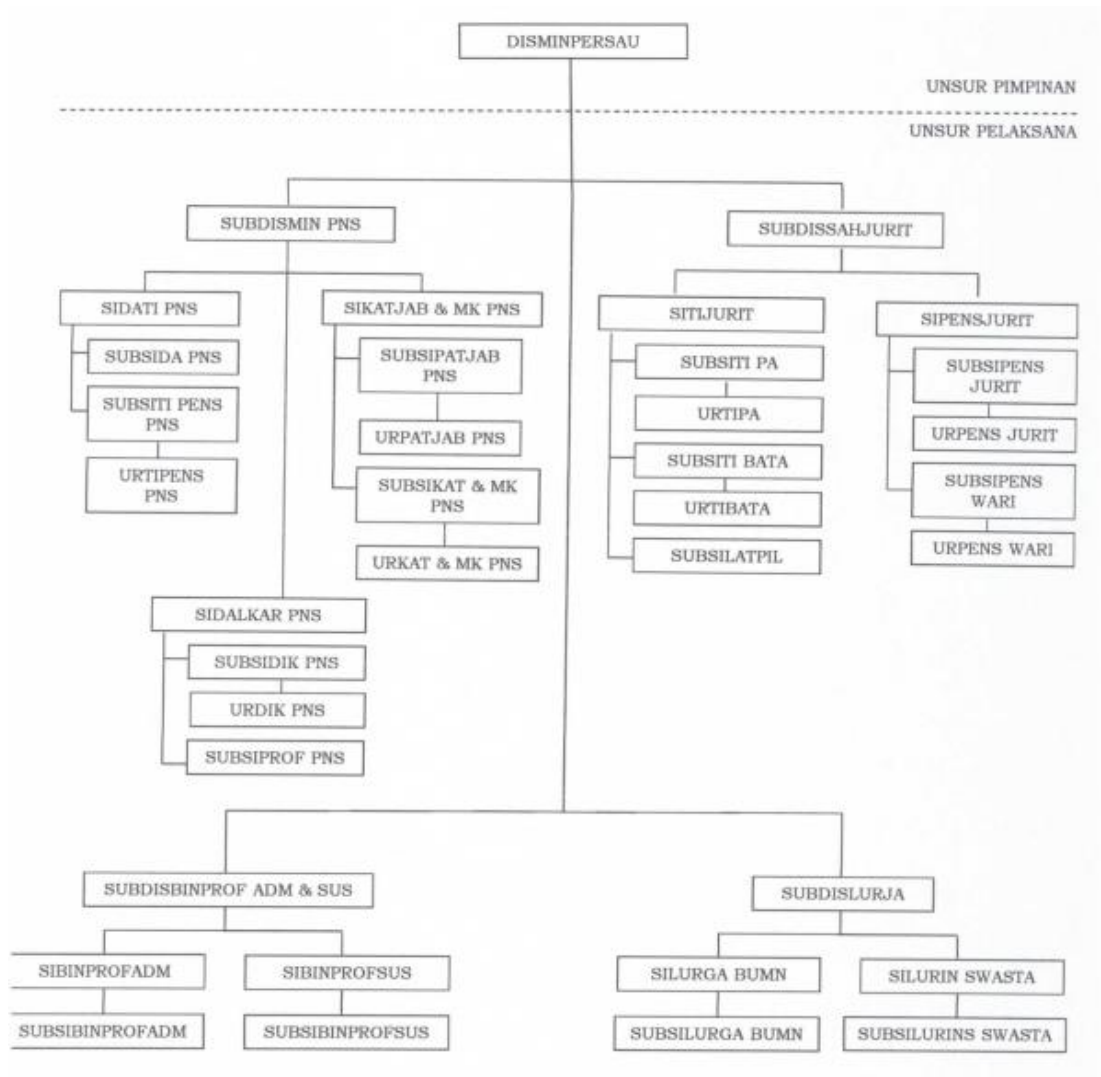 DISMINPERSAU
UNSUR PIMPINAN
UNSUR PELAKSANA
SUBDISMIN PNS
SUBDISSAHJURIT
SIDATI PNS
SUBSIDA PNS
SUBSITI PENS
PNS
URTIPENS
PNS
SIKATJAB & MK PNS
SUBSIPATJAB
PNS
URPATJAB PNS
SUBSIKAT & MK
PNS
URKAT & MK PNS
SIDALKAR PNS
SUBSIDIK PNS
URDIK PNS
SUBSIPROF PNS
SITIJURIT
SUBSITI PA
URTIPA
SUBSITI BATA
URTIBATA
SUBSILATPIL
SIPENSJURIT
SUBSIPENS
JURIT
URPENS JURIT
SUBSIPENS
WARI
URPENS WARI
SUBDISBINPROF ADM & SUS
SIBINPROFADM
SUBSIBINPROFADM
SIBINPROFSUS
SUBSIBINPROFSUS
SUBDISLURJA
SILURGA BUMN
SUBSILURGA BUMN
SILURIN SWASTA
SUBSILURINS SWASTA